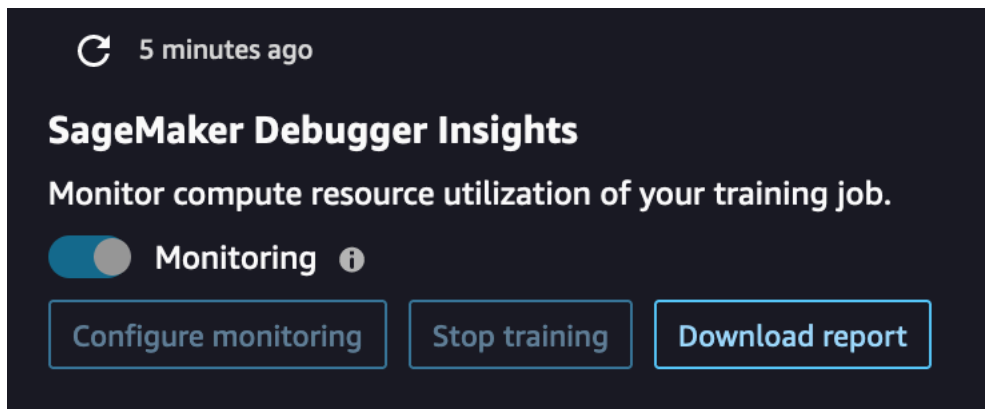 5 minutes ago
SageMaker Debugger Insights
Monitor compute resource utilization of your training job.
Monitoring
Configure monitoring
Stop training
Download report